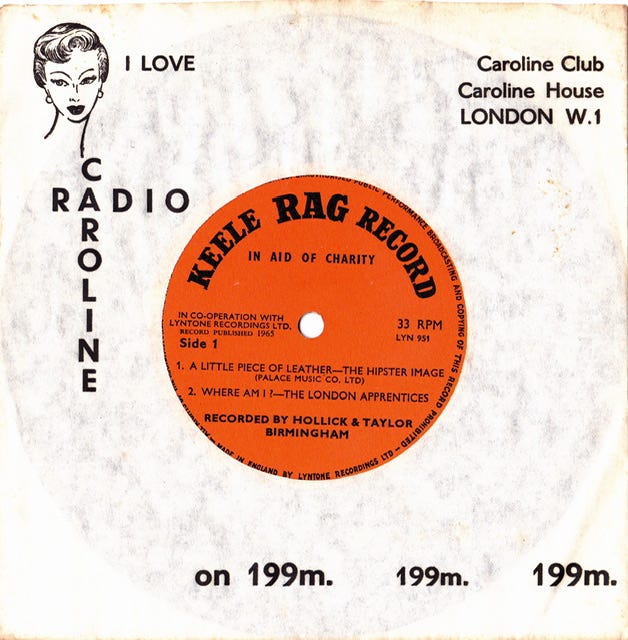 I LOVE
RADIO
CAROLINE
Caroline Club
Caroline House
LONDON W.1
PUBLIC PERFORMANCE BROADCASTING AND COPYING OF THIS RECORD PROHIBITED
KEELE RAG RECORD
IN AID OF CHARITY
IN CO-OPERATION WITH
LYNTONE RECORDINGS LTD.
RECORD PUBLISHED 1965
Side 1
33 RPM
LYN 951
1. A LITTLE PIECE OF LEATHER—THE HIPSTER IMAGE
(PALACE MUSIC CO. LTD)
2. WHERE AM I?—THE LONDON APPRENTICES
RECORDED BY HOLLICK & TAYLOR
BIRMINGHAM
MADE IN ENGLAND BY LYNTONE RECORDINGS LTD
on 199m. 199m. 199m.